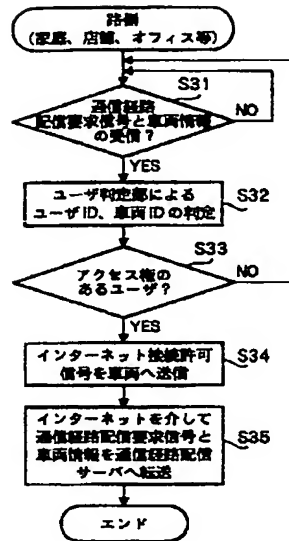 路側
(家庭、店舗、オフィス等)
S31
通信経路
配信要求信号と車両情報
の受信?
NO
YES
ユーザ判定部による
ユーザID、車両IDの判定
S32
S33
アクセス権の
あるユーザ?
NO
YES
インターネット接続許可
信号を車両へ送信
S34
インターネットを介して
通信経路配信要求信号と
車両情報を通信経路配信
サーバへ転送
S35
エンド